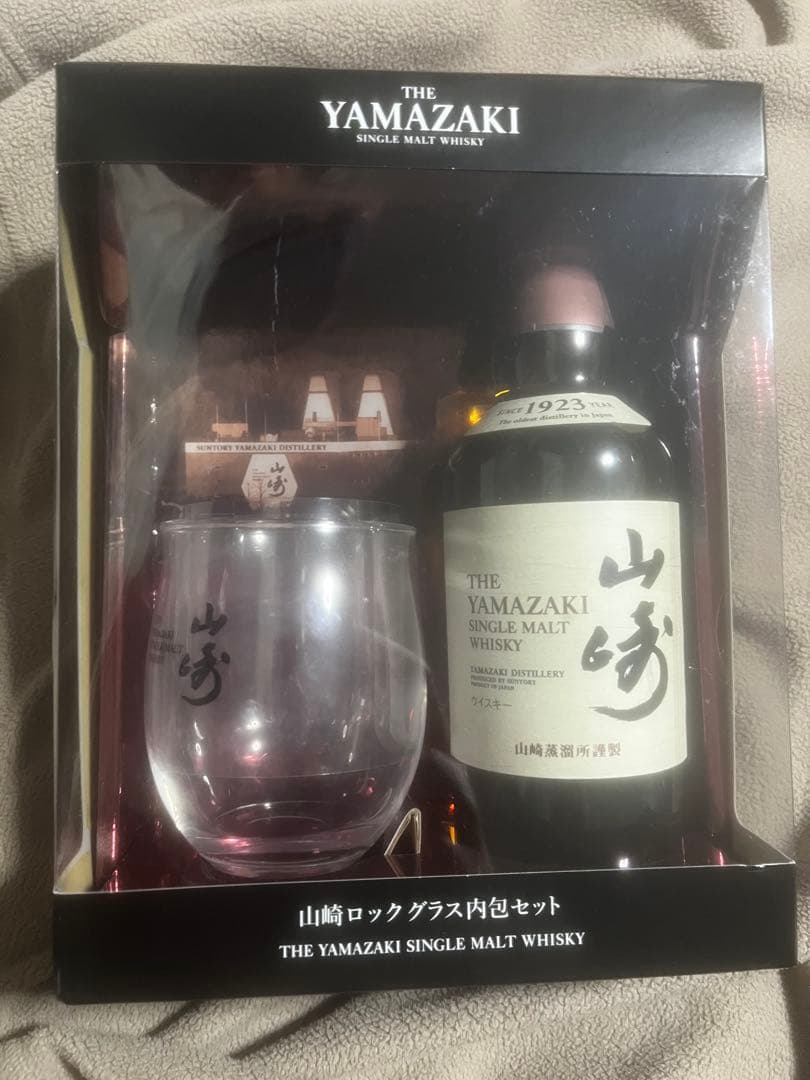 THE
YAMAZAKI
SINGLE MALT WHISKY
SINCE 1923 YEAR
The oldest distillery in Japan
SUNTORY YAMAZAKI DISTILLERY
山崎
山崎
YAMAZAKI
SINGLE MALT
THE
YAMAZAKI
SINGLE MALT
WHISKY
山崎
YAMAZAKI DISTILLERY
PRODUCED BY SUNTORY
PRODUCT OF JAPAN
ウイスキー
山崎蒸溜所謹製
山崎ロックグラス内包セット
THE YAMAZAKI SINGLE MALT WHISKY